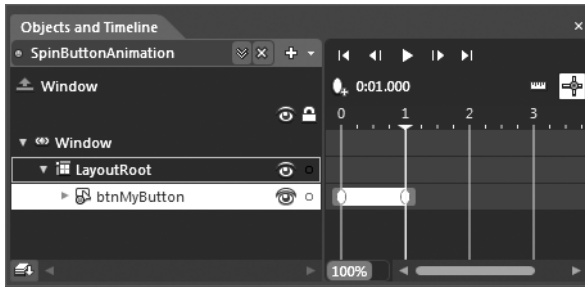 Objects and Timeline
SpinButtonAnimation
Window
0:01.000
0 1 2 3
Window
LayoutRoot
btnMyButton
100%